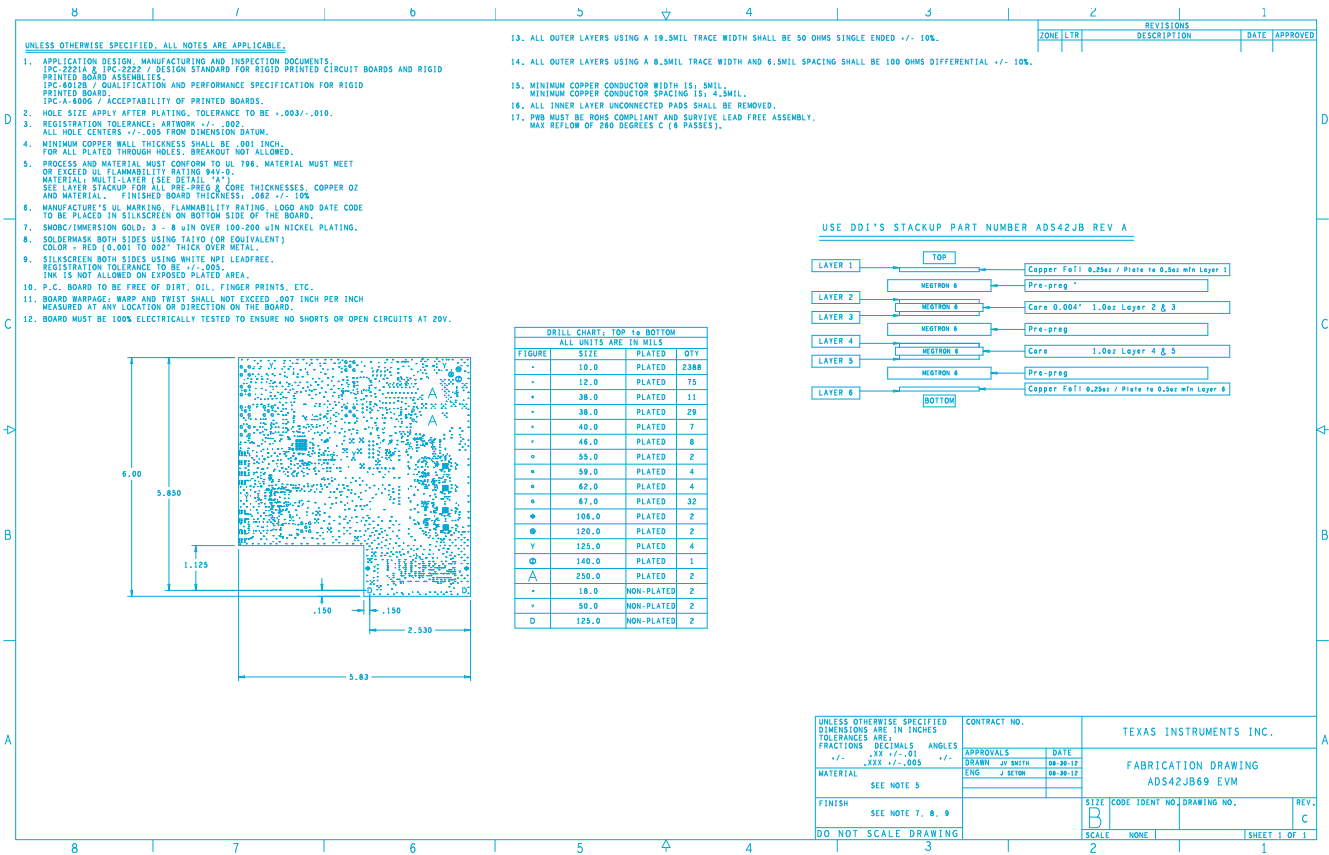 8 7 6 5 4 3 2 1
UNLESS OTHERWISE SPECIFIED, ALL NOTES ARE APPLICABLE.
1. APPLICATION DESIGN, MANUFACTURING AND INSPECTION DOCUMENTS.
IPC-2221A & IPC-2222 / DESIGN STANDARD FOR RIGID PRINTED CIRCUIT BOARDS AND RIGID
PRINTED BOARD ASSEMBLIES.
IPC-6012B / QUALIFICATION AND PERFORMANCE SPECIFICATION FOR RIGID
PRINTED BOARD.
IPC-A-600G / ACCEPTABILITY OF PRINTED BOARDS.
2. HOLE SIZE APPLY AFTER PLATING. TOLERANCE TO BE +.003/-.010.
3. REGISTRATION TOLERANCE: ARTWORK +/- .002.
ALL HOLE CENTERS +/-.005 FROM DIMENSION DATUM.
4. MINIMUM COPPER WALL THICKNESS SHALL BE .001 INCH.
FOR ALL PLATED THROUGH HOLES. BREAKOUT NOT ALLOWED.
5. PROCESS AND MATERIAL MUST CONFORM TO UL 796. MATERIAL MUST MEET
OR EXCEED UL FLAMMABILITY RATING 94V-0.
MATERIAL: MULTI-LAYER (SEE DETAIL "A")
SEE LAYER STACKUP FOR ALL PRE-PREG & CORE THICKNESSES, COPPER OZ
AND MATERIAL. FINISHED BOARD THICKNESS: .062 +/- 10%
6. MANUFACTURE'S UL MARKING, FLAMMABILITY RATING, LOGO AND DATE CODE
TO BE PLACED IN SILKSCREEN ON BOTTOM SIDE OF THE BOARD.
7. SMOBC/IMMERSION GOLD: 3 - 8 uIN OVER 100-200 uIN NICKEL PLATING.
8. SOLDERMASK BOTH SIDES USING TAIYO (OR EQUIVALENT)
COLOR = RED (0.001 TO 002" THICK OVER METAL.
9. SILKSCREEN BOTH SIDES USING WHITE NPI LEADFREE.
REGISTRATION TOLERANCE TO BE +/-.005.
INK IS NOT ALLOWED ON EXPOSED PLATED AREA.
10. P.C. BOARD TO BE FREE OF DIRT, OIL, FINGER PRINTS, ETC.
11. BOARD WARPAGE: WARP AND TWIST SHALL NOT EXCEED .007 INCH PER INCH
MEASURED AT ANY LOCATION OR DIRECTION ON THE BOARD.
12. BOARD MUST BE 100% ELECTRICALLY TESTED TO ENSURE NO SHORTS OR OPEN CIRCUITS AT 20V.
13. ALL OUTER LAYERS USING A 19.5MIL TRACE WIDTH SHALL BE 50 OHMS SINGLE ENDED +/- 10%.
14. ALL OUTER LAYERS USING A 8.5MIL TRACE WIDTH AND 6.5MIL SPACING SHALL BE 100 OHMS DIFFERENTIAL +/- 10%.
15. MINIMUM COPPER CONDUCTOR WIDTH IS: 5MIL.
MINIMUM COPPER CONDUCTOR SPACING IS: 4.5MIL.
16. ALL INNER LAYER UNCONNECTED PADS SHALL BE REMOVED.
17. PWB MUST BE ROHS COMPLIANT AND SURVIVE LEAD FREE ASSEMBLY.
MAX REFLOW OF 260 DEGREES C (6 PASSES).
REVISIONS
ZONE LTR DESCRIPTION DATE APPROVED
D D
C C
B B
A A
USE DDI'S STACKUP PART NUMBER ADS42JB REV A
TOP
LAYER 1 Copper Foil 0.25oz / Plate to 0.5oz min Layer 1
MEGTRON 6 Pre-preg "
LAYER 2
MEGTRON 6 Core 0.004" 1.0oz Layer 2 & 3
LAYER 3
MEGTRON 6 Pre-preg
LAYER 4
MEGTRON 6 Core 1.0oz Layer 4 & 5
LAYER 5
MEGTRON 6 Pre-preg
LAYER 6 Copper Foil 0.25oz / Plate to 0.5oz min Layer 6
BOTTOM
DRILL CHART: TOP to BOTTOM
ALL UNITS ARE IN MILS
FIGURE SIZE PLATED QTY
10.0 PLATED 2388
12.0 PLATED 75
38.0 PLATED 11
38.0 PLATED 29
40.0 PLATED 7
46.0 PLATED 8
55.0 PLATED 2
59.0 PLATED 4
62.0 PLATED 4
67.0 PLATED 32
106.0 PLATED 2
120.0 PLATED 2
Y 125.0 PLATED 4
140.0 PLATED 1
A 250.0 PLATED 2
18.0 NON-PLATED 2
50.0 NON-PLATED 2
D 125.0 NON-PLATED 2
A
A
D D
6.00
5.850
1.125
.150 .150
2.530
5.83
UNLESS OTHERWISE SPECIFIED
DIMENSIONS ARE IN INCHES
TOLERANCES ARE:
FRACTIONS DECIMALS ANGLES
+/- .XX +/-.01 +/-
.XXX +/-.005
MATERIAL
SEE NOTE 5
FINISH
SEE NOTE 7, 8, 9
DO NOT SCALE DRAWING
CONTRACT NO.
APPROVALS DATE
DRAWN JV SMITH 08-30-12
ENG J SETON 08-30-12
TEXAS INSTRUMENTS INC.
FABRICATION DRAWING
ADS42JB69 EVM
SIZE CODE IDENT NO. DRAWING NO. REV.
B C
SCALE NONE SHEET 1 OF 1
8 7 6 5 4 3 2 1